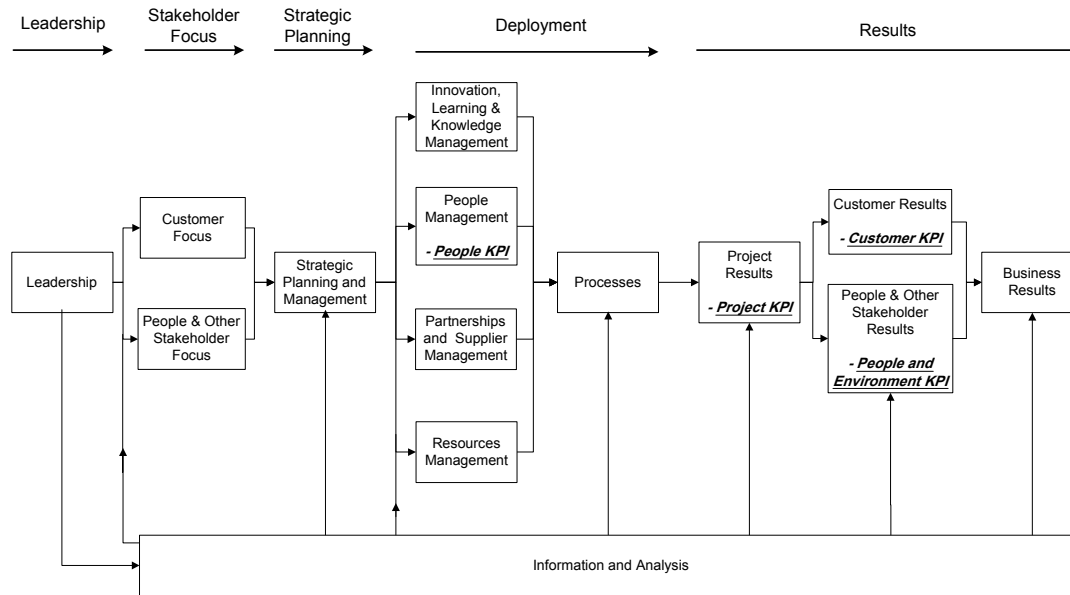 Leadership
Stakeholder
Focus
Strategic
Planning
Deployment
Results
Innovation,
Learning &
Knowledge
Management
People
Management
- People KPI
Customer
Focus
Customer Results
- Customer KPI
Leadership
Strategic
Planning and
Management
Processes
Project
Results
- Project KPI
Business
Results
People & Other
Stakeholder
Focus
Partnerships
and Supplier
Management
People & Other
Stakeholder
Results
- People and
Environment KPI
Resources
Management
Information and Analysis